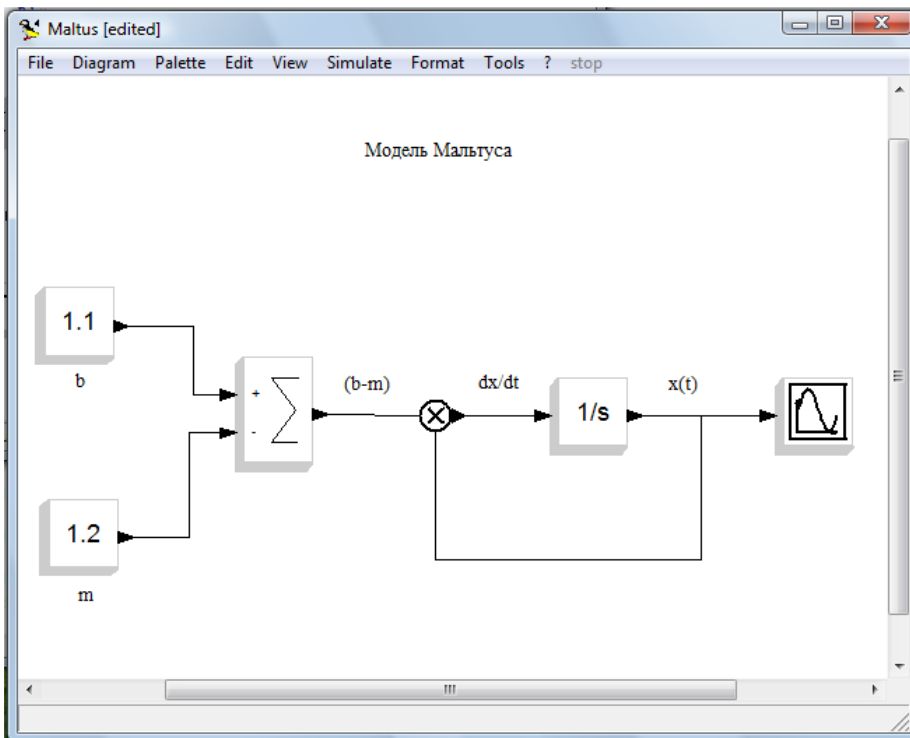 Maltus [edited]
File Diagram Palette Edit View Simulate Format Tools ? stop
Модель Мальтуса
1.1
b
+
-
(b-m)
dx/dt
1/s
x(t)
1.2
m